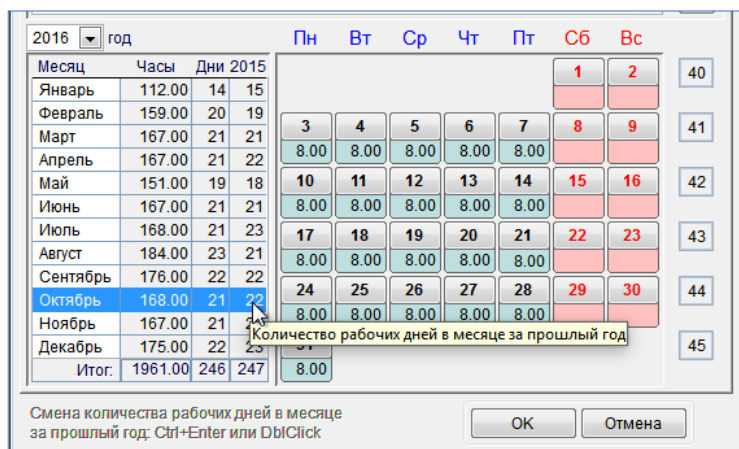 2016 год
Пн Вт Ср Чт Пт Сб Вс
Месяц Часы Дни 2015
Январь 112.00 14 15
Февраль 159.00 20 19
Март 167.00 21 21
Апрель 167.00 21 22
Май 151.00 19 18
Июнь 167.00 21 21
Июль 168.00 21 23
Август 184.00 23 21
Сентябрь 176.00 22 22
Октябрь 168.00 21 22
Ноябрь 167.00 21
Декабрь 175.00 22 23
Итог: 1961.00 246 247
1 2 40
3 4 5 6 7 8 9 41
8.00 8.00 8.00 8.00 8.00
10 11 12 13 14 15 16 42
8.00 8.00 8.00 8.00 8.00
17 18 19 20 21 22 23 43
8.00 8.00 8.00 8.00 8.00
24 25 26 27 28 29 30 44
8.00 8.00 8.00 8.00 8.00
Количество рабочих дней в месяце за прошлый год
31 45
8.00
Смена количества рабочих дней в месяце
за прошлый год: Ctrl+Enter или DblClick
OK Отмена